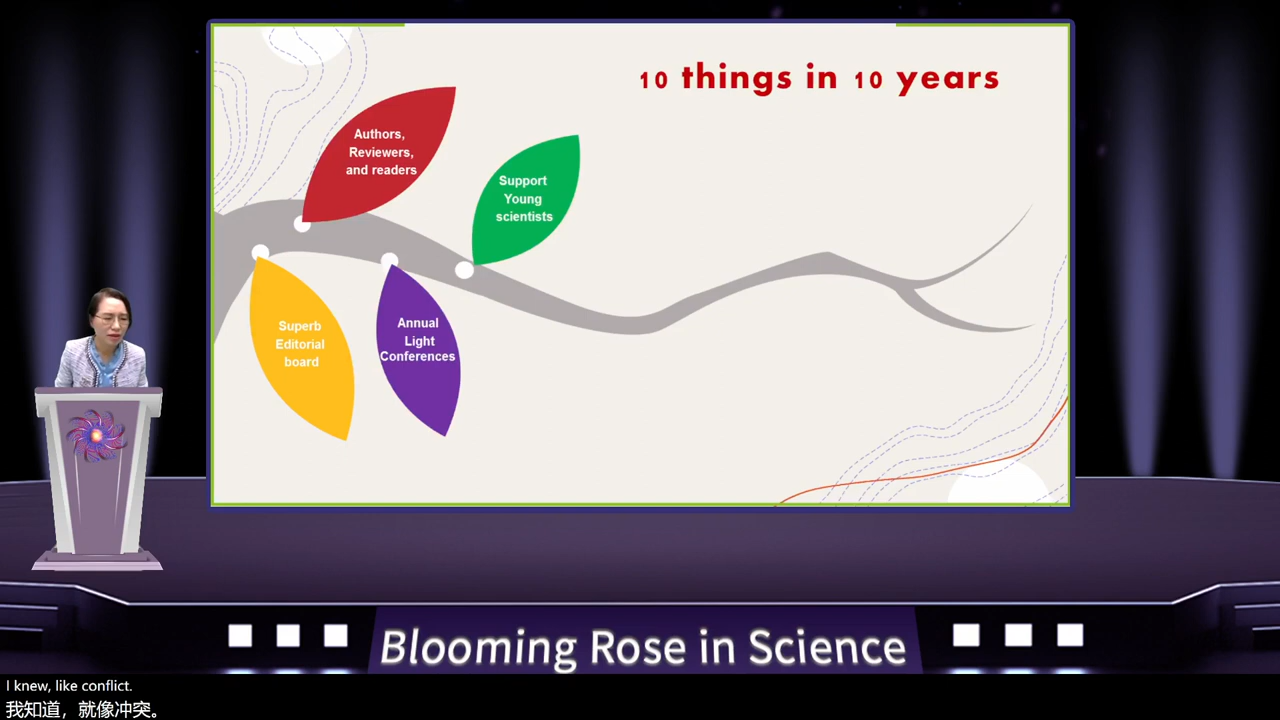 10 things in 10 years
Authors,
Reviewers,
and readers
Support
Young
scientists
Superb
Editorial
board
Annual
Light
Conferences
Blooming Rose in Science
I knew, like conflict.
我知道，就像冲突。